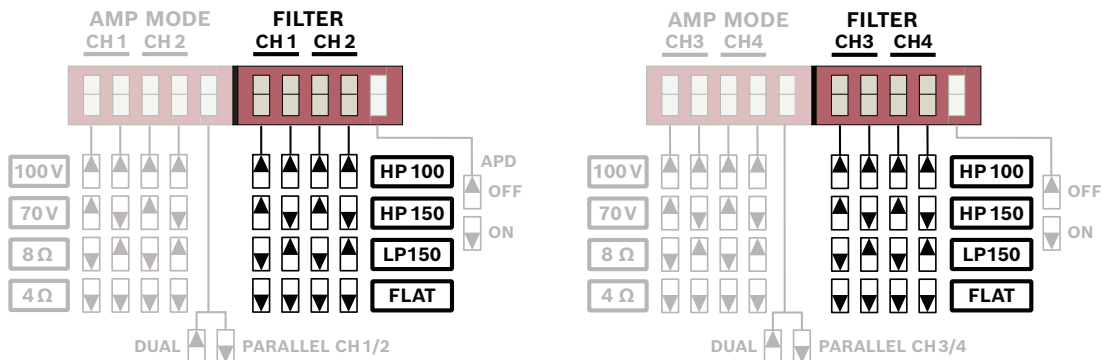 AMP MODE FILTER
CH 1 CH 2 CH 1 CH 2
100 V HP 100 APD
OFF
70 V HP 150
ON
8 Ω LP150
4 Ω FLAT
DUAL PARALLEL CH 1/2
AMP MODE FILTER
CH3 CH4 CH3 CH4
100 V HP 100
OFF
70 V HP 150
ON
8 Ω LP150
4 Ω FLAT
DUAL PARALLEL CH 3/4